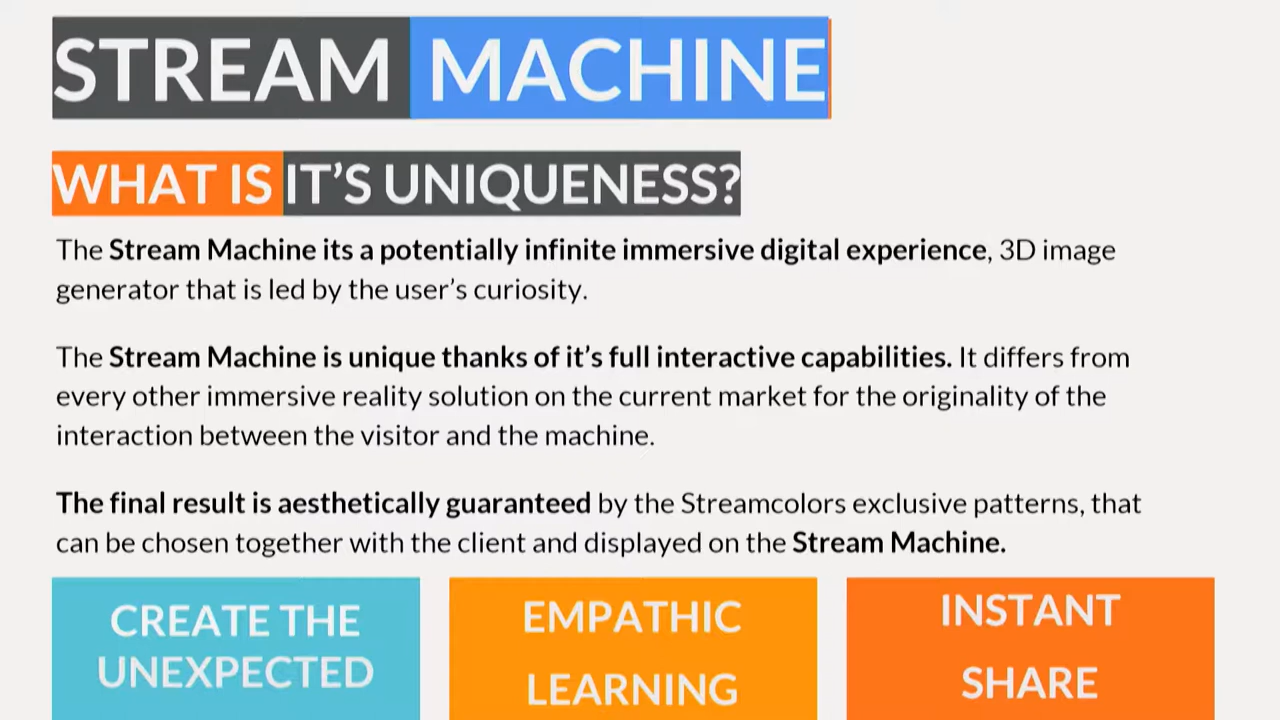 STREAM MACHINE
WHAT IS IT’S UNIQUENESS?
The Stream Machine its a potentially infinite immersive digital experience, 3D image
generator that is led by the user’s curiosity.
The Stream Machine is unique thanks of it’s full interactive capabilities. It differs from
every other immersive reality solution on the current market for the originality of the
interaction between the visitor and the machine.
The final result is aesthetically guaranteed by the Streamcolors exclusive patterns, that
can be chosen together with the client and displayed on the Stream Machine.
CREATE THE
UNEXPECTED
EMPATHIC
LEARNING
INSTANT
SHARE